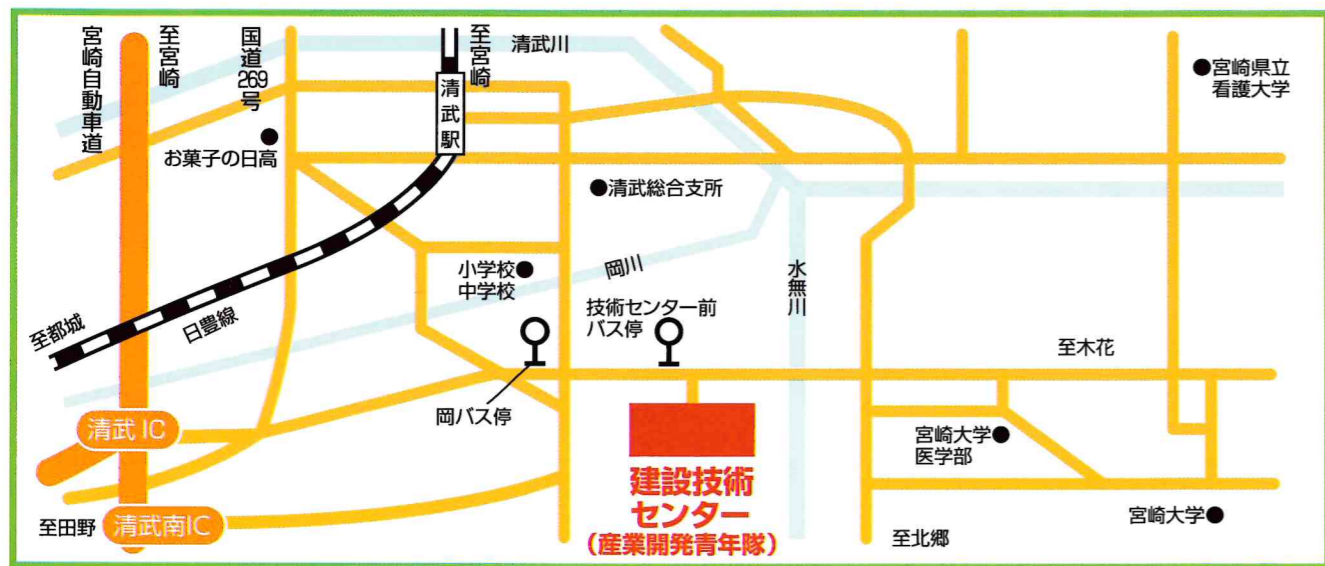 宮崎自動車道
至宮崎
国道269号
至宮崎
清武駅
清武川
宮崎県立
看護大学
お菓子の日高
清武総合支所
小学校
中学校
岡川
水無川
技術センター前
バス停
至都城
日豊線
至木花
岡バス停
清武 IC
宮崎大学
医学部
建設技術
センター
(産業開発青年隊)
至田野
清武南IC
至北郷
宮崎大学